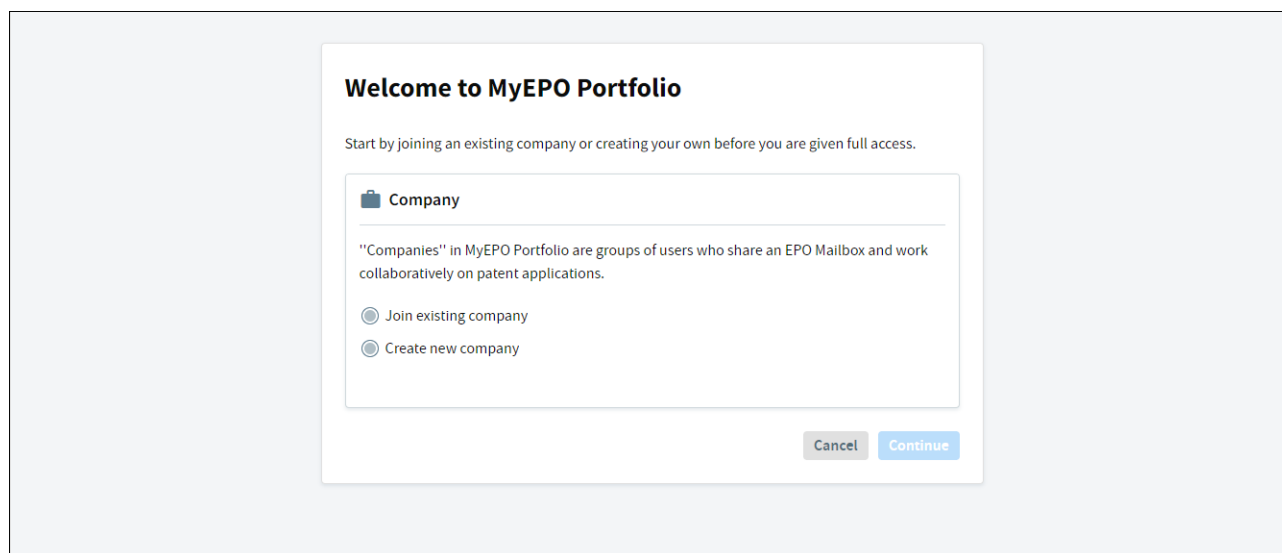 Welcome to MyEPO Portfolio
Start by joining an existing company or creating your own before you are given full access.
Company
''Companies'' in MyEPO Portfolio are groups of users who share an EPO Mailbox and work
collaboratively on patent applications.
Join existing company
Create new company
Cancel Continue